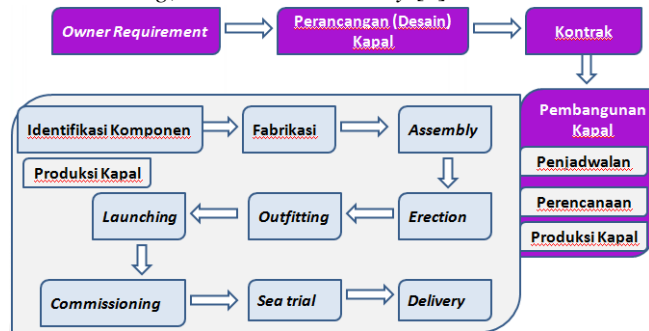 Owner Requirement
Perancangan (Desain)
Kapal
Kontrak
Pembangunan
Kapal
Penjadwalan
Perencanaan
Produksi Kapal
Identifikasi Komponen
Fabrikasi
Assembly
Produksi Kapal
Launching
Outfitting
Erection
Commissioning
Sea trial
Delivery